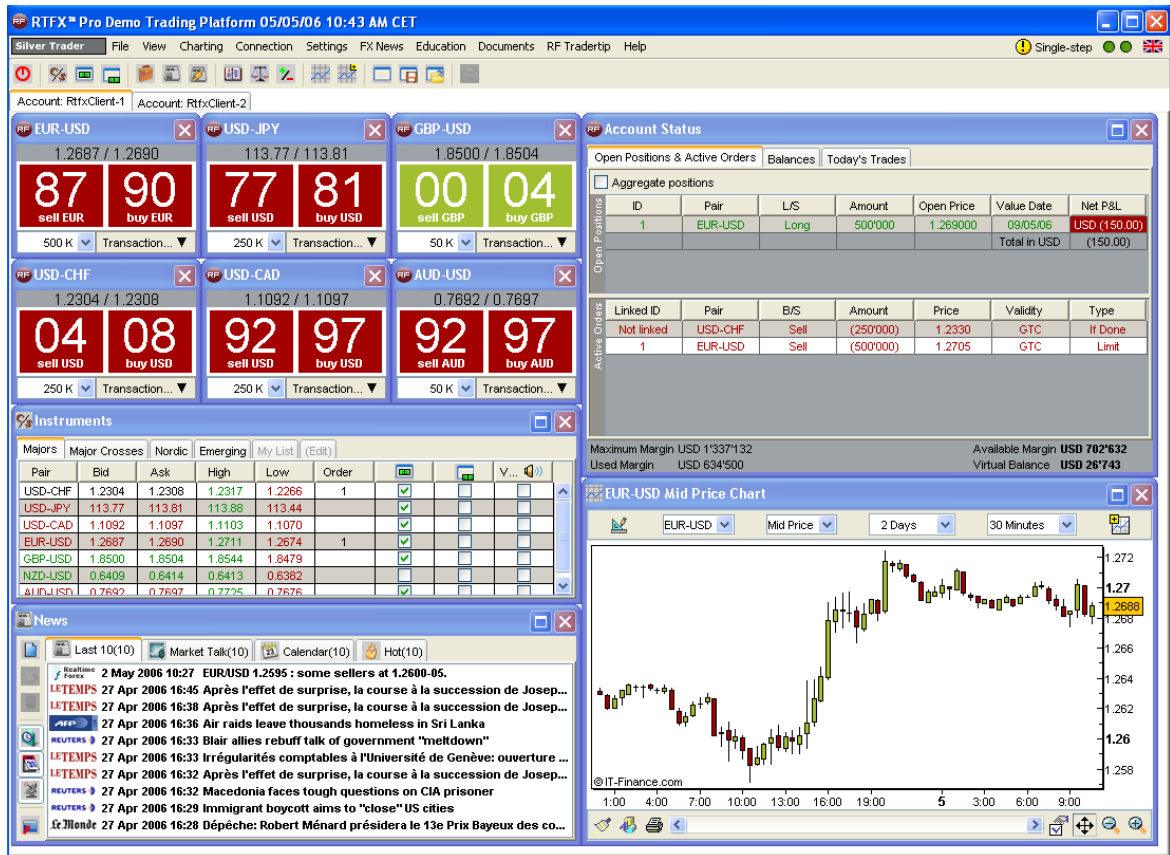 RTFX™ Pro Demo Trading Platform 05/05/06 10:43 AM CET
Silver Trader File View Charting Connection Settings FX News Education Documents RF Tradertip Help Single-step
Account: RtfxClient-1 Account: RtfxClient-2
RF EUR-USD
1.2687 / 1.2690
87 90
sell EUR buy EUR
500 K Transaction...
RF USD-JPY
113.77 / 113.81
77 81
sell USD buy USD
250 K Transaction...
RF GBP-USD
1.8500 / 1.8504
00 04
sell GBP buy GBP
50 K Transaction...
RF USD-CHF
1.2304 / 1.2308
04 08
sell USD buy USD
250 K Transaction...
RF USD-CAD
1.1092 / 1.1097
92 97
sell USD buy USD
250 K Transaction...
RF AUD-USD
0.7692 / 0.7697
92 97
sell AUD buy AUD
50 K Transaction...
RF Account Status
Open Positions & Active Orders Balances Today's Trades
Aggregate positions
Open Positions
ID Pair L/S Amount Open Price Value Date Net P&L
1 EUR-USD Long 500'000 1.269000 09/05/06 USD (150.00)
Total in USD (150.00)
Active Orders
Linked ID Pair B/S Amount Price Validity Type
Not linked USD-CHF Sell (250'000) 1.2330 GTC If Done
1 EUR-USD Sell (500'000) 1.2705 GTC Limit
Maximum Margin USD 1'337'132 Available Margin USD 702'632
Used Margin USD 634'500 Virtual Balance USD 26'743
Instruments
Majors Major Crosses Nordic Emerging My List (Edit)
Pair Bid Ask High Low Order V...
USD-CHF 1.2304 1.2308 1.2317 1.2266 1
USD-JPY 113.77 113.81 113.88 113.44
USD-CAD 1.1092 1.1097 1.1103 1.1070
EUR-USD 1.2687 1.2690 1.2711 1.2674 1
GBP-USD 1.8500 1.8504 1.8544 1.8479
NZD-USD 0.6409 0.6414 0.6413 0.6382
AUD-USD 0.7692 0.7697 0.7725 0.7676
News
Last 10(10) Market Talk(10) 23 Calendar(10) Hot(10)
Realtime Forex 2 May 2006 10:27 EUR/USD 1.2595 : some sellers at 1.2600-05.
LETEMPS 27 Apr 2006 16:45 Après l'effet de surprise, la course à la succession de Josep...
LETEMPS 27 Apr 2006 16:38 Après l'effet de surprise, la course à la succession de Josep...
AFP 27 Apr 2006 16:36 Air raids leave thousands homeless in Sri Lanka
REUTERS 27 Apr 2006 16:33 Blair allies rebuff talk of government "meltdown"
LETEMPS 27 Apr 2006 16:33 Irrégularités comptables à l'Université de Genève: ouverture ...
LETEMPS 27 Apr 2006 16:32 Après l'effet de surprise, la course à la succession de Josep...
REUTERS 27 Apr 2006 16:32 Macedonia faces tough questions on CIA prisoner
REUTERS 27 Apr 2006 16:29 Immigrant boycott aims to "close" US cities
Le Monde 27 Apr 2006 16:28 Dépêche: Robert Ménard présidera le 13e Prix Bayeux des co...
EUR-USD Mid Price Chart
EUR-USD Mid Price 2 Days 30 Minutes
1.272
1.27
1.2688
1.268
1.266
1.264
1.262
1.26
1.258
©IT-Finance.com
1:00 4:00 7:00 10:00 13:00 16:00 19:00 5 3:00 6:00 9:00